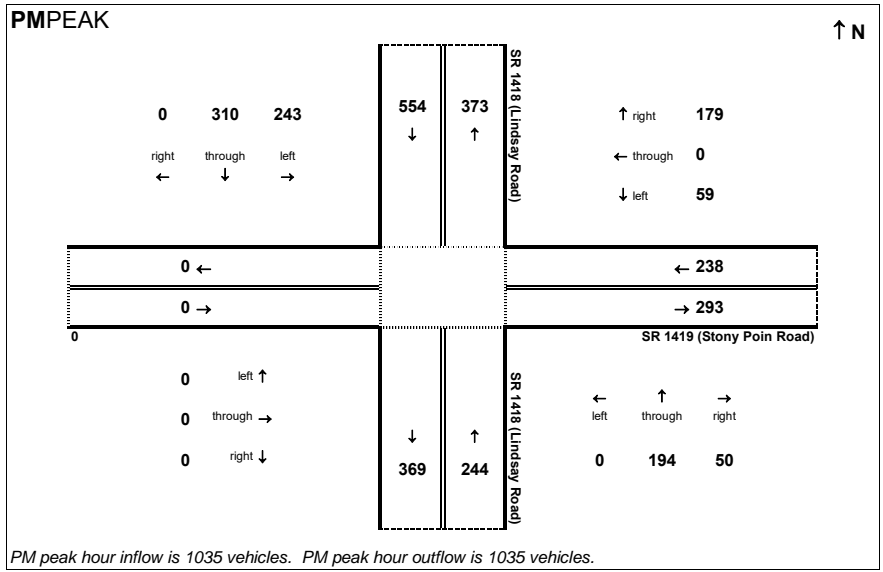 PMPEAK
↑ N
0 310 243
right through left
← ↓ →
554 373
↓ ↑
SR 1418 (Lindsay Road)
↑ right 179
← through 0
↓ left 59
0 ←
← 238
0 →
→ 293
0
SR 1419 (Stony Poin Road)
0 left ↑
0 through →
0 right ↓
↓ ↑
369 244
SR 1418 (Lindsay Road)
← ↑ →
left through right
0 194 50
PM peak hour inflow is 1035 vehicles. PM peak hour outflow is 1035 vehicles.